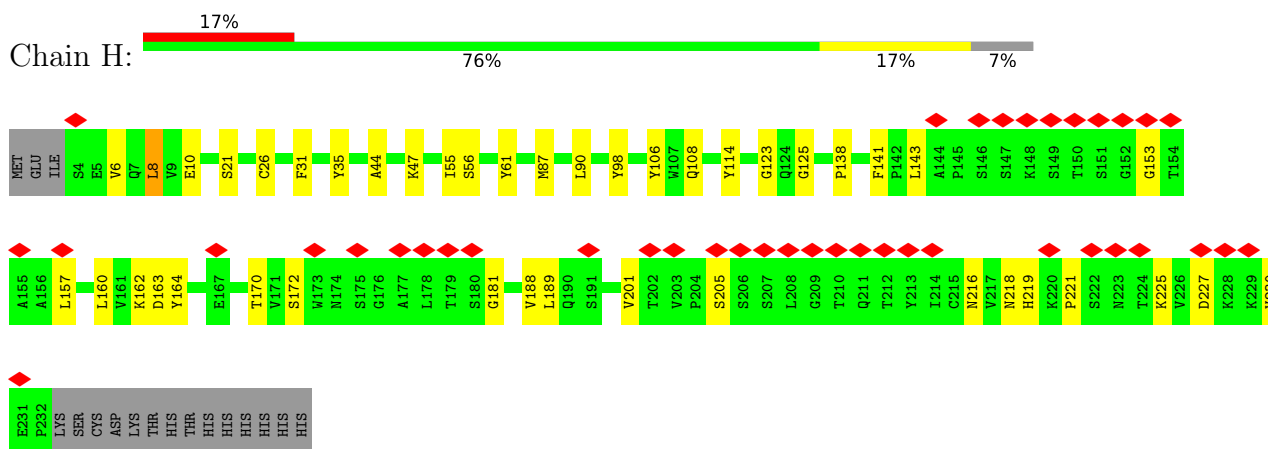 17%
Chain H:
76% 17% 7%
MET GLU ILE S4 E5 V6 Q7 L8 V9 E10 S21 C26 F31 Y35 A44 K47 I55 S56 Y61 M87 L90 Y98 Y106 W107 Q108 Y114 G123 Q124 G125 P138 F141 P142 L143 A144 P145 S146 S147 K148 S149 T150 S151 G152 G153 T154
A155 A156 L157 L160 V161 K162 D163 Y164 E167 T170 V171 S172 W173 N174 S175 G176 A177 L178 T179 S180 G181 V188 L189 Q190 S191 V201 T202 V203 P204 S205 S206 S207 L208 G209 T210 Q211 T212 Y213 I214 C215 N216 V217 N218 H219 K220 P221 S222 N223 T224 K225 V226 D227 K228 K229
E231 P232 LYS SER CYS ASP LYS THR HIS THR HIS HIS HIS HIS HIS HIS